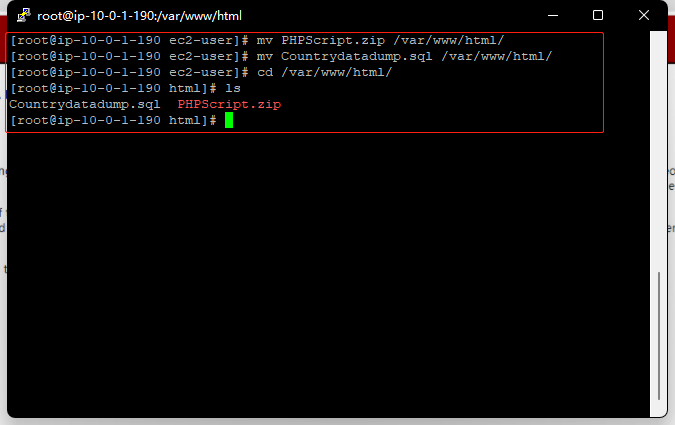 root@ip-10-0-1-190:/var/www/html
[root@ip-10-0-1-190 ec2-user]# mv PHPScript.zip /var/www/html/
[root@ip-10-0-1-190 ec2-user]# mv Countrydatadump.sql /var/www/html/
[root@ip-10-0-1-190 ec2-user]# cd /var/www/html/
[root@ip-10-0-1-190 html]# ls
Countrydatadump.sql  PHPScript.zip
[root@ip-10-0-1-190 html]#